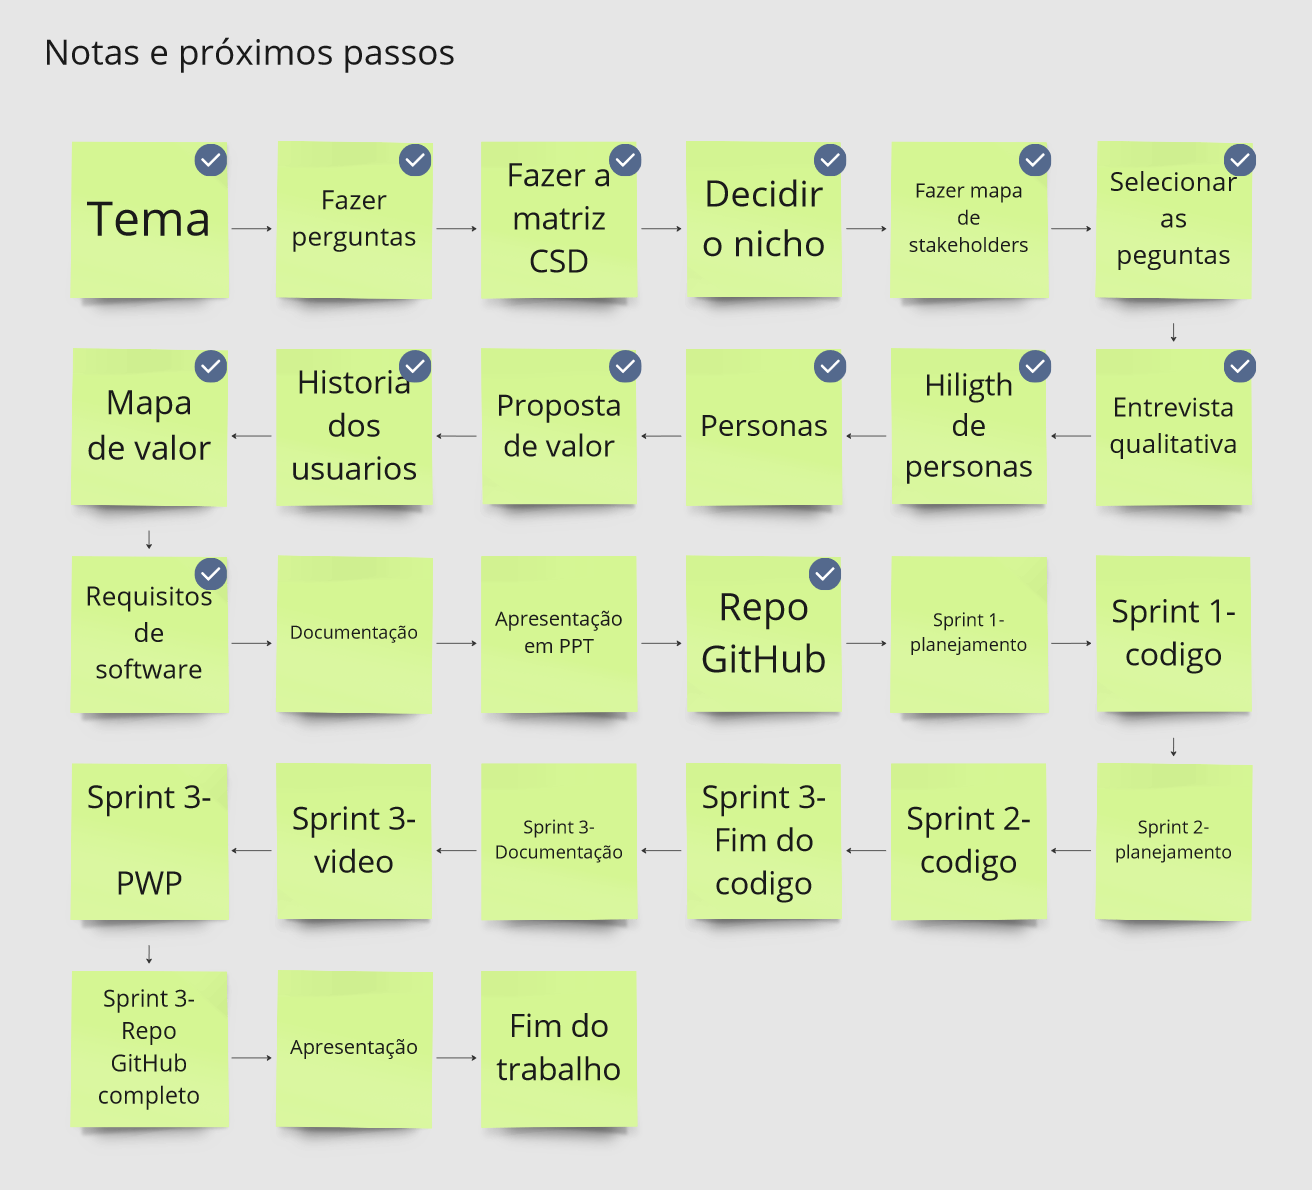 Notas e próximos passos
Tema
Fazer
perguntas
Fazer a
matriz
CSD
Decidir
o nicho
Fazer mapa
de
stakeholders
Selecionar
as
peguntas
Entrevista
qualitativa
Hiligth
de
personas
Personas
Proposta
de valor
Historia
dos
usuarios
Mapa
de valor
Requisitos
de
software
Documentação
Apresentação
em PPT
Repo
GitHub
Sprint 1-
planejamento
Sprint 1-
codigo
Sprint 2-
planejamento
Sprint 2-
codigo
Sprint 3-
Fim do
codigo
Sprint 3-
Documentação
Sprint 3-
video
Sprint 3-
PWP
Sprint 3-
Repo
GitHub
completo
Apresentação
Fim do
trabalho